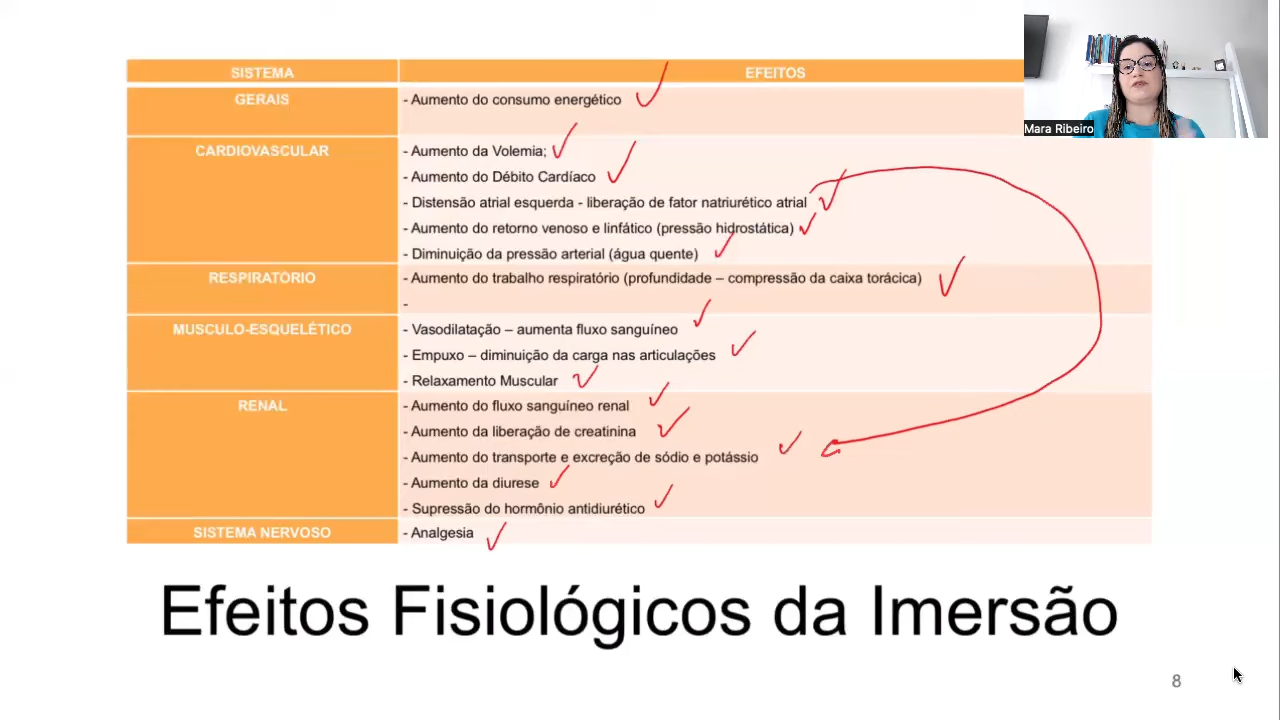 SISTEMA EFEITOS
GERAIS - Aumento do consumo energético
CARDIOVASCULAR - Aumento da Volemia;
- Aumento do Débito Cardíaco
- Distensão atrial esquerda - liberação de fator natriurético atrial
- Aumento do retorno venoso e linfático (pressão hidrostática)
- Diminuição da pressão arterial (água quente)
RESPIRATÓRIO - Aumento do trabalho respiratório (profundidade – compressão da caixa torácica)
-
MUSCULO-ESQUELÉTICO - Vasodilatação – aumenta fluxo sanguíneo
- Empuxo – diminuição da carga nas articulações
- Relaxamento Muscular
RENAL - Aumento do fluxo sanguíneo renal
- Aumento da liberação de creatinina
- Aumento do transporte e excreção de sódio e potássio
- Aumento da diurese
- Supressão do hormônio antidiurético
SISTEMA NERVOSO - Analgesia
Efeitos Fisiológicos da Imersão
8
Mara Ribeiro